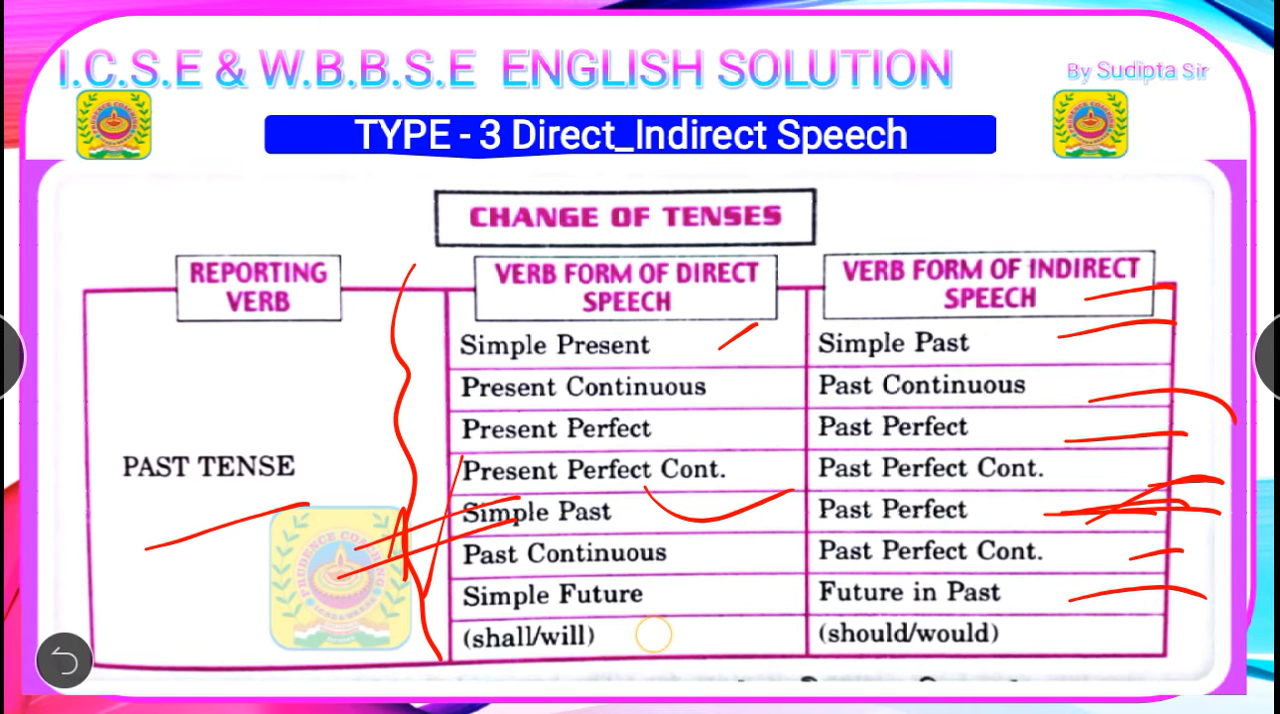 I.C.S.E & W.B.B.S.E ENGLISH SOLUTION
By Sudipta Sir
TYPE - 3 Direct_Indirect Speech
CHANGE OF TENSES
REPORTING
VERB
VERB FORM OF DIRECT
SPEECH
VERB FORM OF INDIRECT
SPEECH
Simple Present
Simple Past
Present Continuous
Past Continuous
Present Perfect
Past Perfect
PAST TENSE
Present Perfect Cont.
Past Perfect Cont.
Simple Past
Past Perfect
Past Continuous
Past Perfect Cont.
Simple Future
Future in Past
(shall/will)
(should/would)
PRUDENCE COACHING